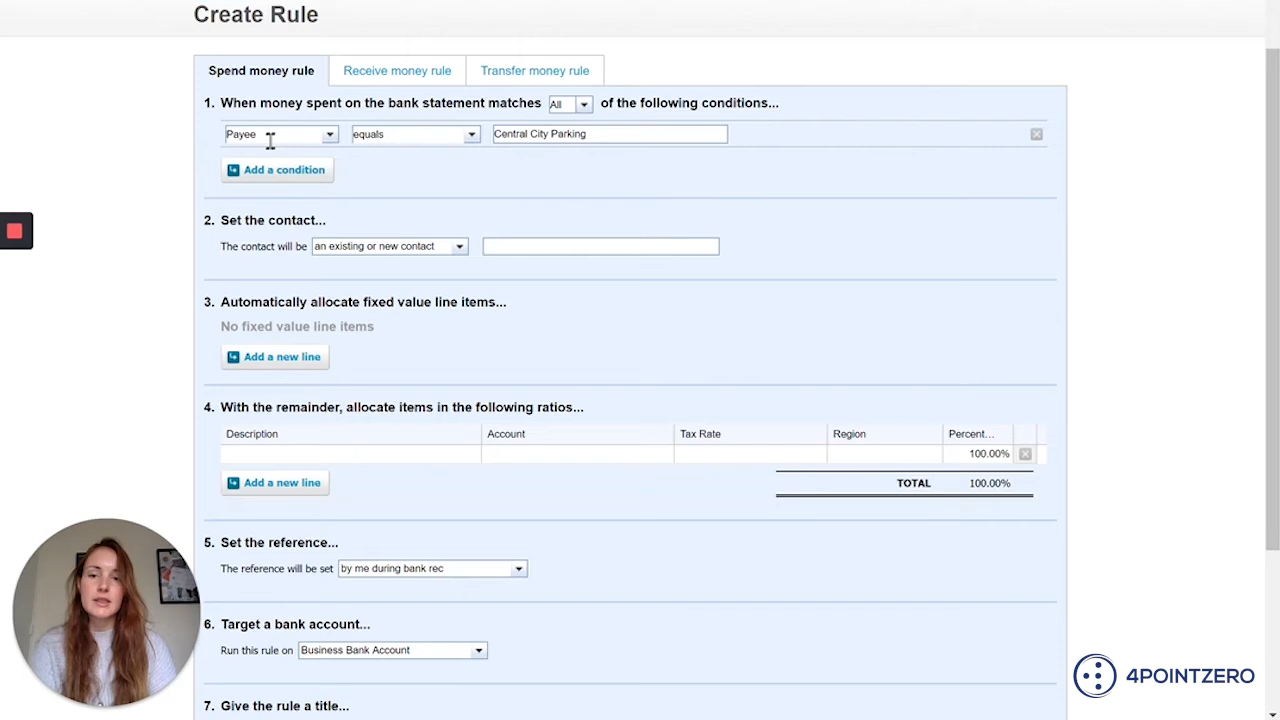 Create Rule
Spend money rule Receive money rule Transfer money rule
1. When money spent on the bank statement matches All of the following conditions...
Payee equals Central City Parking
Add a condition
2. Set the contact...
The contact will be an existing or new contact
3. Automatically allocate fixed value line items...
No fixed value line items
Add a new line
4. With the remainder, allocate items in the following ratios...
Description Account Tax Rate Region Percent...
100.00%
Add a new line TOTAL 100.00%
5. Set the reference...
The reference will be set by me during bank rec
6. Target a bank account...
Run this rule on Business Bank Account
4POINTZERO
7. Give the rule a title...